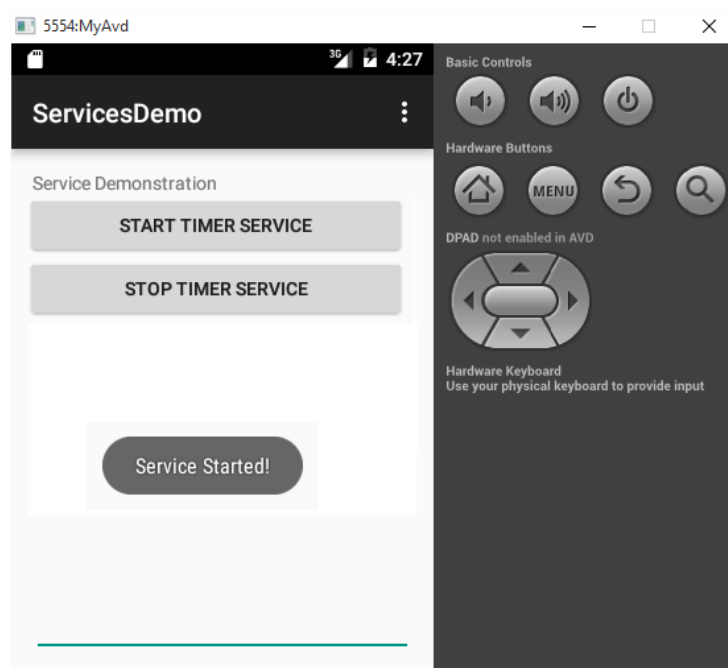 5554:MyAvd
3G 4:27
ServicesDemo
Service Demonstration
START TIMER SERVICE
STOP TIMER SERVICE
Service Started!
Basic Controls
Hardware Buttons
MENU
DPAD not enabled in AVD
Hardware Keyboard
Use your physical keyboard to provide input